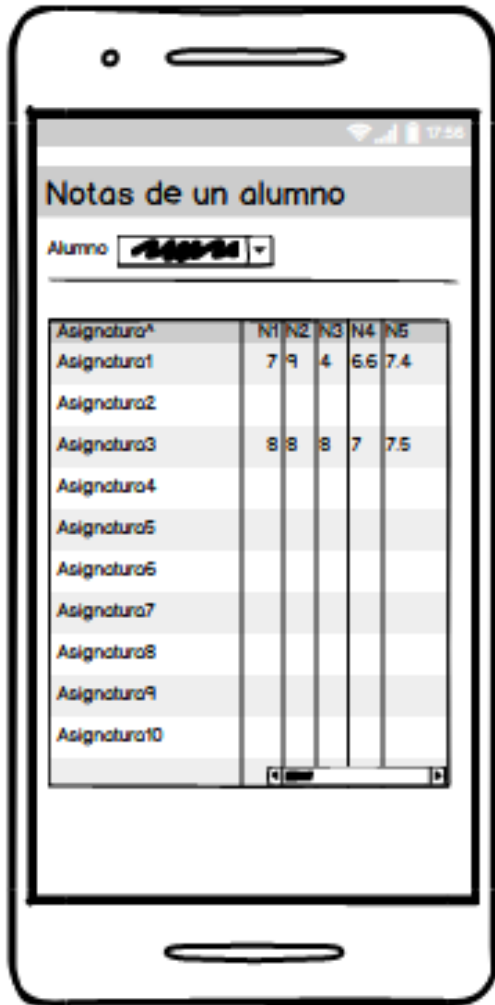 17:56
Notas de un alumno
Alumno
Asignatura^ N1 N2 N3 N4 N5
Asignatura1 7 9 4 6.6 7.4
Asignatura2
Asignatura3 8 8 8 7 7.5
Asignatura4
Asignatura5
Asignatura6
Asignatura7
Asignatura8
Asignatura9
Asignatura10